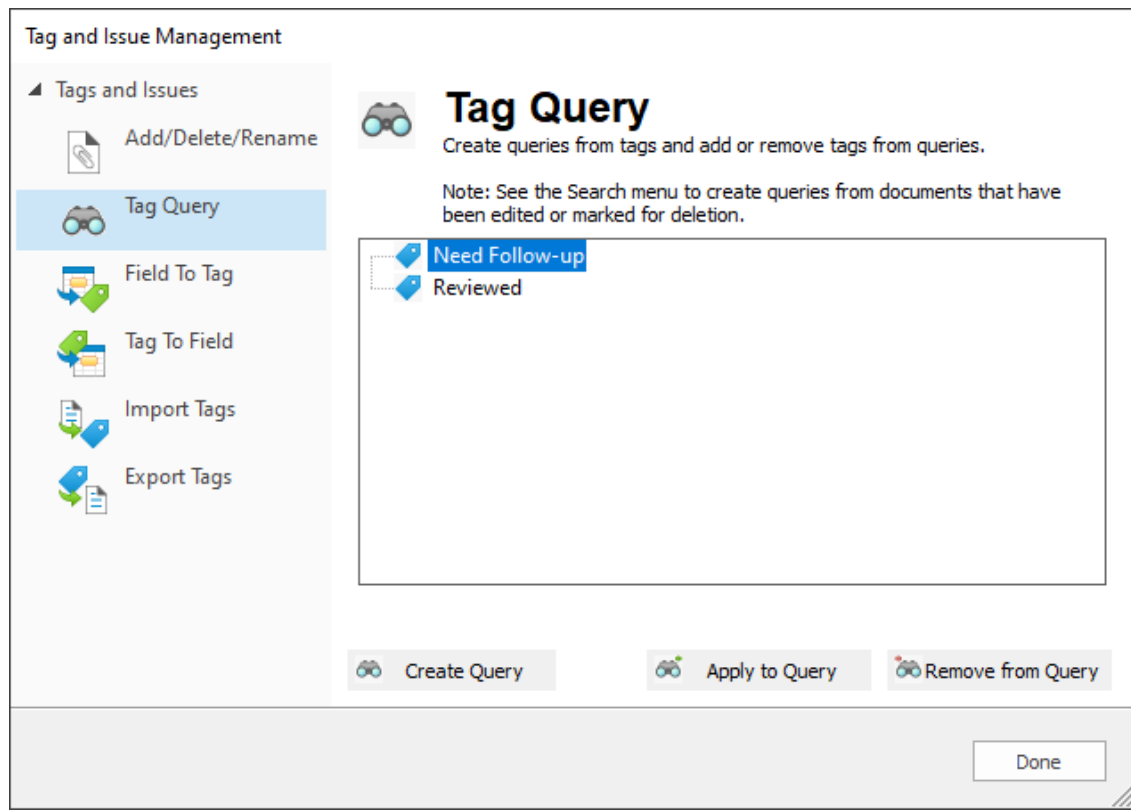 Tag and Issue Management
Tags and Issues
Add/Delete/Rename
Tag Query
Field To Tag
Tag To Field
Import Tags
Export Tags
Tag Query
Create queries from tags and add or remove tags from queries.
Note: See the Search menu to create queries from documents that have
been edited or marked for deletion.
Need Follow-up
Reviewed
Create Query
Apply to Query
Remove from Query
Done